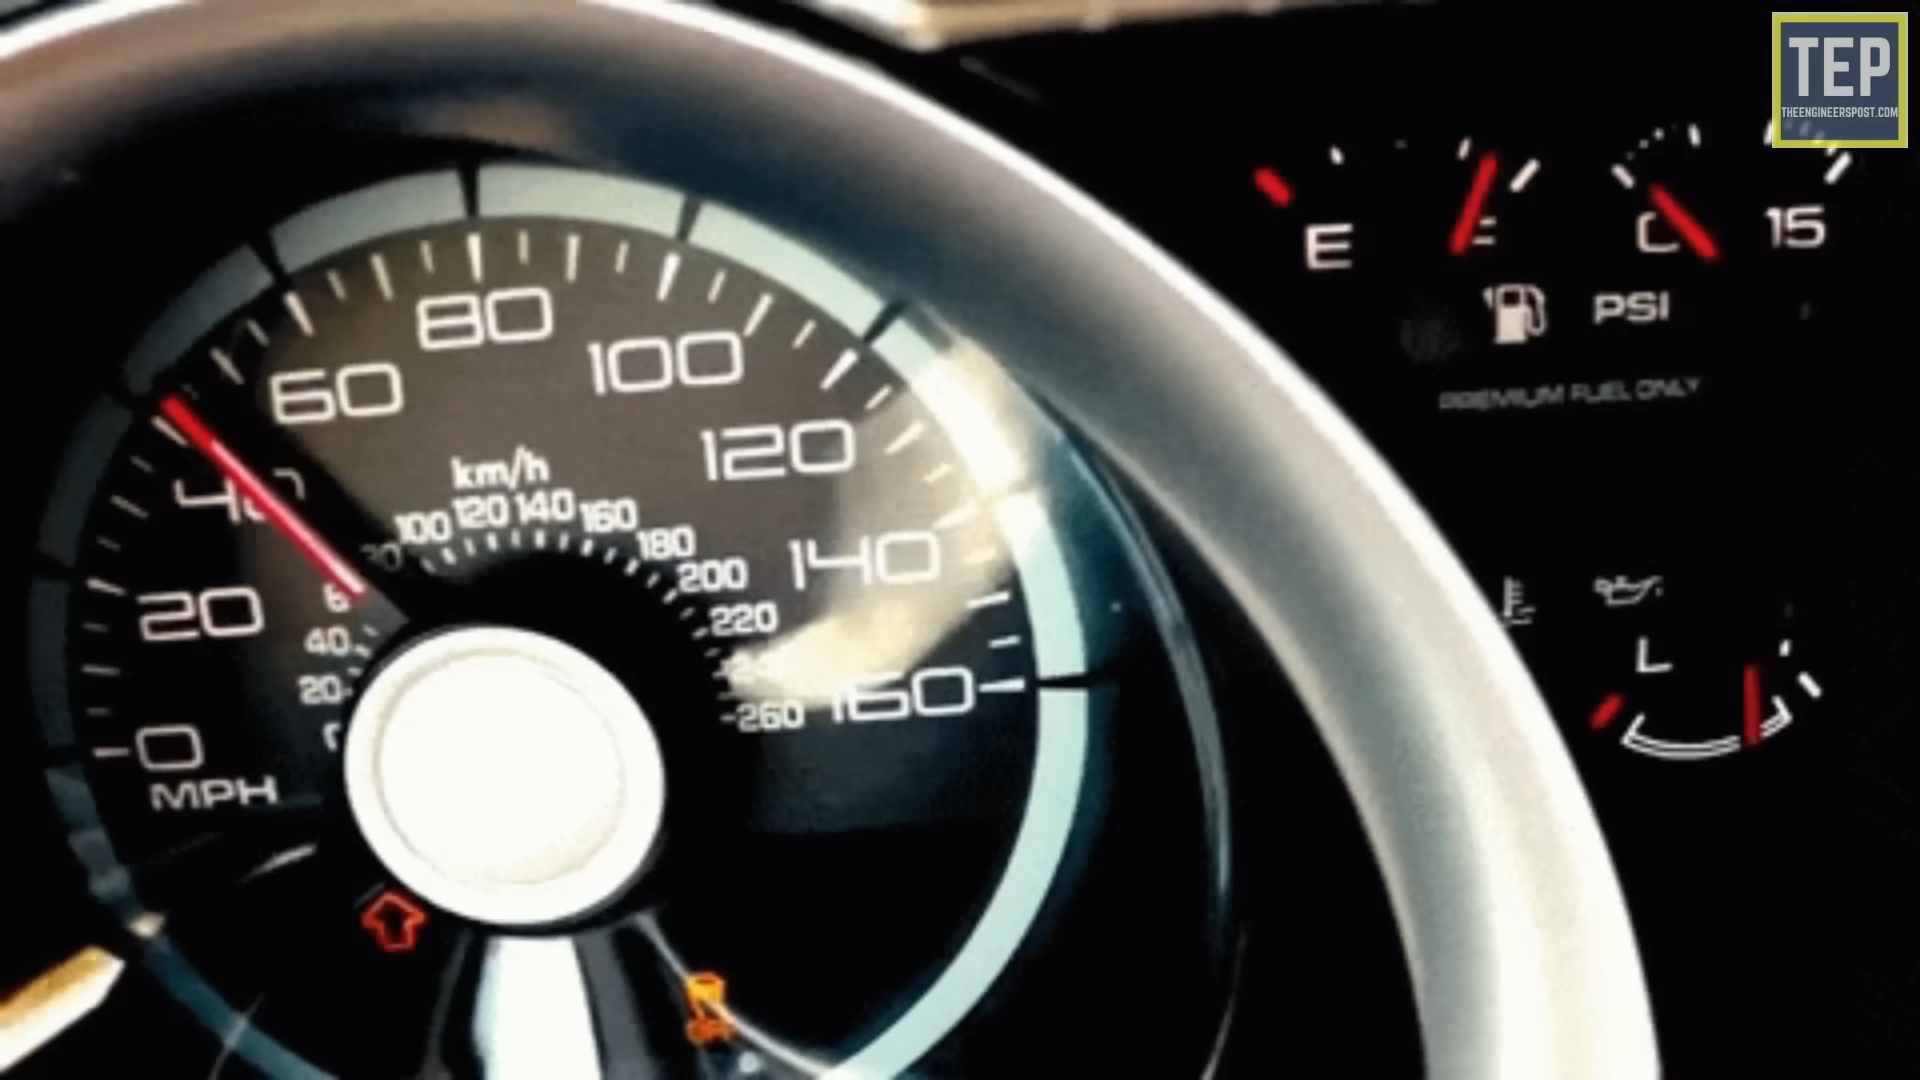 TEP
THEENGINEERSPOST.COM
E
15
PSI
PREMIUM FUEL ONLY
80
100
60
120
km/h
40
100 120 140 160
180
200
140
220
20
40
20
160
260
0
MPH
L